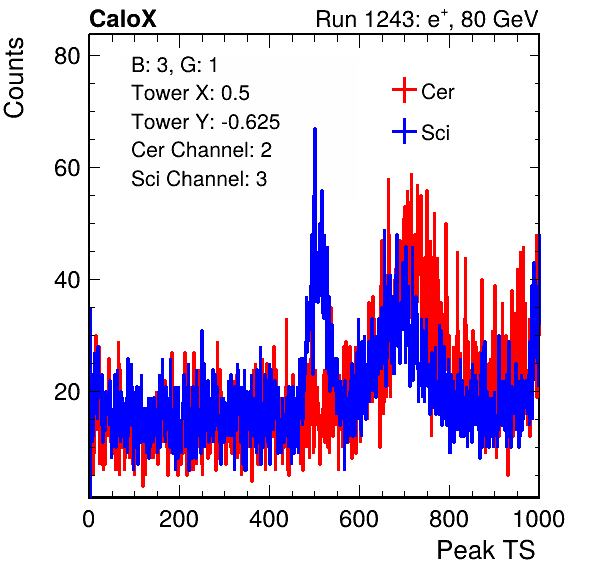 CaloX Run 1243: e+, 80 GeV
Counts
80
60
40
20
B: 3, G: 1
Tower X: 0.5
Tower Y: -0.625
Cer Channel: 2
Sci Channel: 3
Cer
Sci
0 200 400 600 800 1000
Peak TS